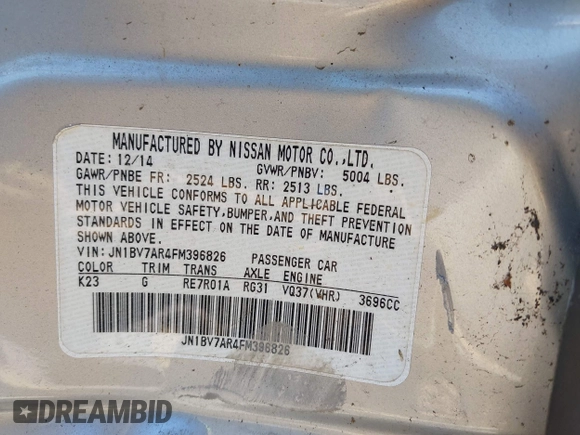 MANUFACTURED BY NISSAN MOTOR CO.,LTD.
DATE: 12/14 GVWR/PNBV: 5004 LBS.
GAWR/PNBE FR: 2524 LBS. RR: 2513 LBS.
THIS VEHICLE CONFORMS TO ALL APPLICABLE FEDERAL
MOTOR VEHICLE SAFETY,BUMPER,AND THEFT PREVENTION
STANDARDS IN EFFECT ON THE DATE OF MANUFACTURE
SHOWN ABOVE.
VIN:JN1BV7AR4FM396826 PASSENGER CAR
COLOR TRIM TRANS AXLE ENGINE
K23 G RE7R01A RG31 VQ37(VHR) 3696CC
JN1BV7AR4FM396826
DREAMBID